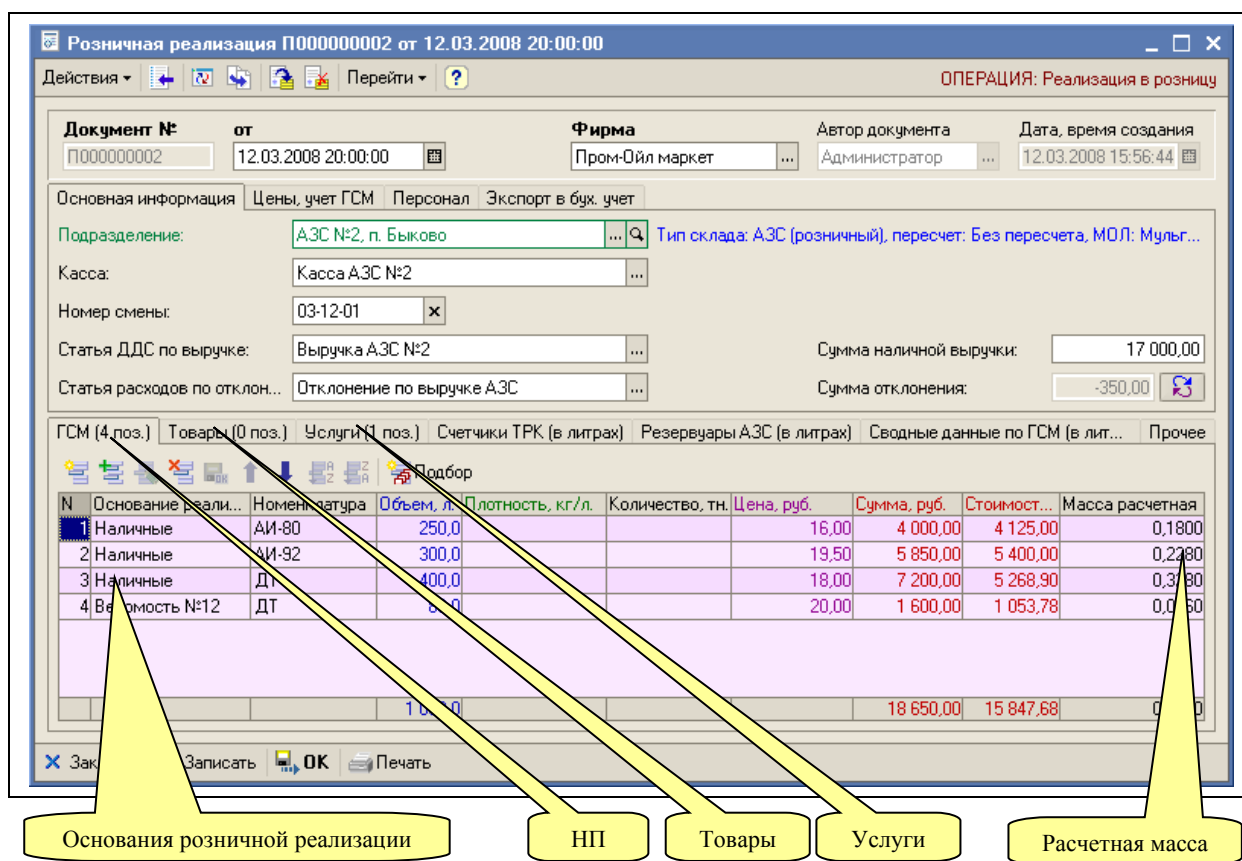 Розничная реализация П000000002 от 12.03.2008 20:00:00
Действия Перейти ? ОПЕРАЦИЯ: Реализация в розницу
Документ № от Фирма Автор документа Дата, время создания
П000000002 12.03.2008 20:00:00 Пром-Ойл маркет ... Администратор ... 12.03.2008 15:56:44
Основная информация Цены, учет ГСМ Персонал Экспорт в бух. учет
Подразделение: АЗС №2, п. Быково ... Тип склада: АЗС (розничный), пересчет: Без пересчета, МОЛ: Мульг...
Касса: Касса АЗС №2 ...
Номер смены: 03-12-01 x
Статья ДДС по выручке: Выручка АЗС №2 ... Сумма наличной выручки: 17 000,00
Статья расходов по отклон... Отклонение по выручке АЗС ... Сумма отклонения: -350,00
ГСМ (4 поз.) Товары (0 поз.) Услуги (1 поз.) Счетчики ТРК (в литрах) Резервуары АЗС (в литрах) Сводные данные по ГСМ (в лит... Прочее
Подбор
N Основание реали... Номенклатура Объем, л. Плотность, кг/л. Количество, тн. Цена, руб. Сумма, руб. Стоимост... Масса расчетная
1 Наличные АИ-80 250,0 16,00 4 000,00 4 125,00 0,1800
2 Наличные АИ-92 300,0 19,50 5 850,00 5 400,00 0,2280
3 Наличные ДТ 400,0 18,00 7 200,00 5 268,90
4 Ведомость №12 ДТ 20,00 1 600,00 1 053,78
18 650,00 15 847,68
Записать OK Печать
Основания розничной реализации НП Товары Услуги Расчетная масса